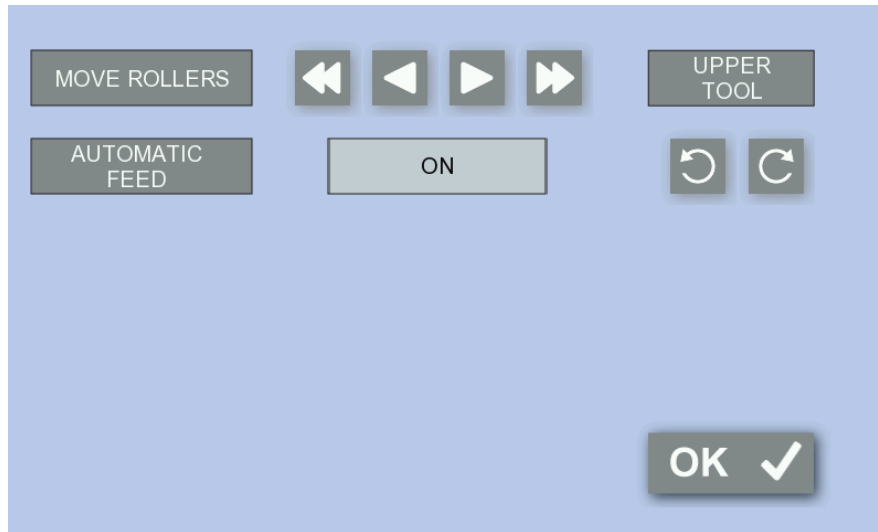 MOVE ROLLERS
UPPER
TOOL
AUTOMATIC
FEED
ON
OK